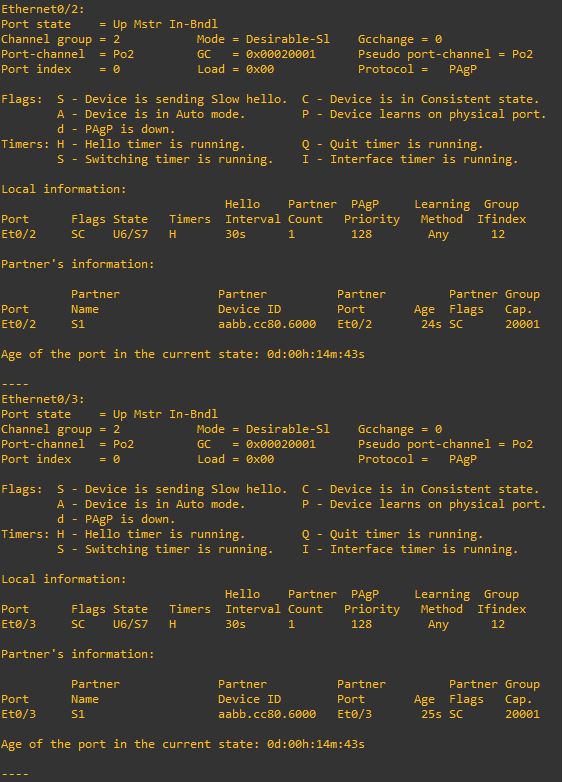 Ethernet0/2:
Port state    = Up Mstr In-Bndl
Channel group = 2           Mode = Desirable-Sl    Gcchange = 0
Port-channel  = Po2         GC   = 0x00020001      Pseudo port-channel = Po2
Port index    = 0           Load = 0x00            Protocol =   PAgP

Flags:  S - Device is sending Slow hello.  C - Device is in Consistent state.
        A - Device is in Auto mode.        P - Device learns on physical port.
        d - PAgP is down.
Timers: H - Hello timer is running.        Q - Quit timer is running.
        S - Switching timer is running.    I - Interface timer is running.

Local information:
                                Hello    Partner  PAgP     Learning  Group
Port      Flags State   Timers  Interval Count   Priority   Method  Ifindex
Et0/2     SC    U6/S7   H       30s      1        128        Any      12

Partner's information:

          Partner              Partner          Partner         Partner Group
Port      Name                 Device ID        Port       Age  Flags   Cap.
Et0/2     S1                   aabb.cc80.6000   Et0/2       24s SC      20001

Age of the port in the current state: 0d:00h:14m:43s

----
Ethernet0/3:
Port state    = Up Mstr In-Bndl
Channel group = 2           Mode = Desirable-Sl    Gcchange = 0
Port-channel  = Po2         GC   = 0x00020001      Pseudo port-channel = Po2
Port index    = 0           Load = 0x00            Protocol =   PAgP

Flags:  S - Device is sending Slow hello.  C - Device is in Consistent state.
        A - Device is in Auto mode.        P - Device learns on physical port.
        d - PAgP is down.
Timers: H - Hello timer is running.        Q - Quit timer is running.
        S - Switching timer is running.    I - Interface timer is running.

Local information:
                                Hello    Partner  PAgP     Learning  Group
Port      Flags State   Timers  Interval Count   Priority   Method  Ifindex
Et0/3     SC    U6/S7   H       30s      1        128        Any      12

Partner's information:

          Partner              Partner          Partner         Partner Group
Port      Name                 Device ID        Port       Age  Flags   Cap.
Et0/3     S1                   aabb.cc80.6000   Et0/3       25s SC      20001

Age of the port in the current state: 0d:00h:14m:43s

----